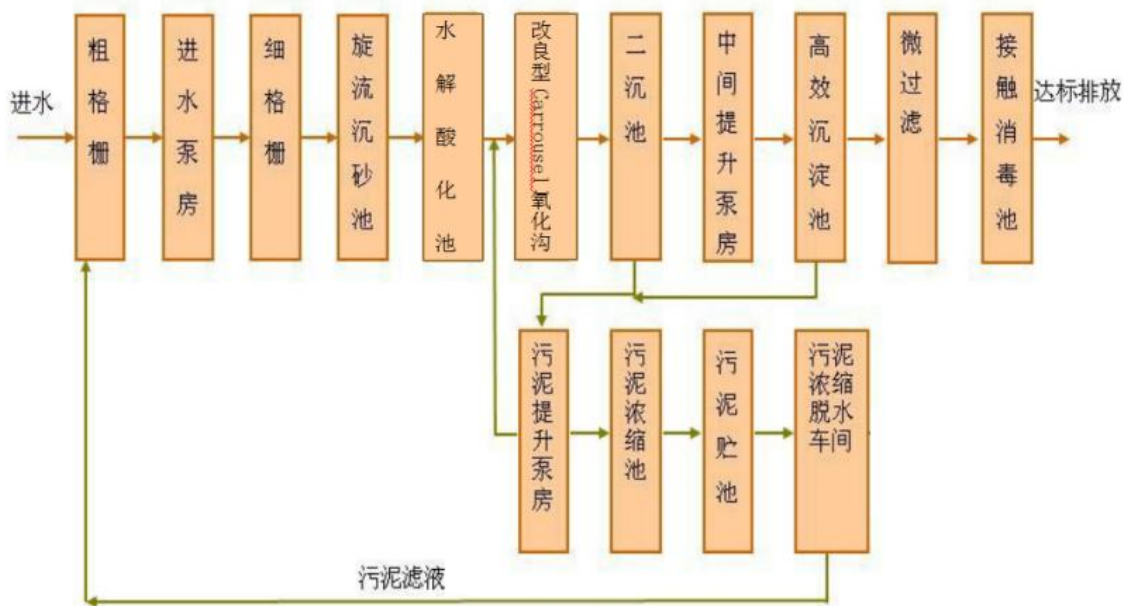 进水
粗格栅
进水泵房
细格栅
旋流沉砂池
水解酸化池
改良型Carrousel氧化沟
二沉池
中间提升泵房
高效沉淀池
微过滤
接触消毒池
达标排放
污泥提升泵房
污泥浓缩池
污泥贮池
污泥
浓缩
脱水
车间
污泥滤液